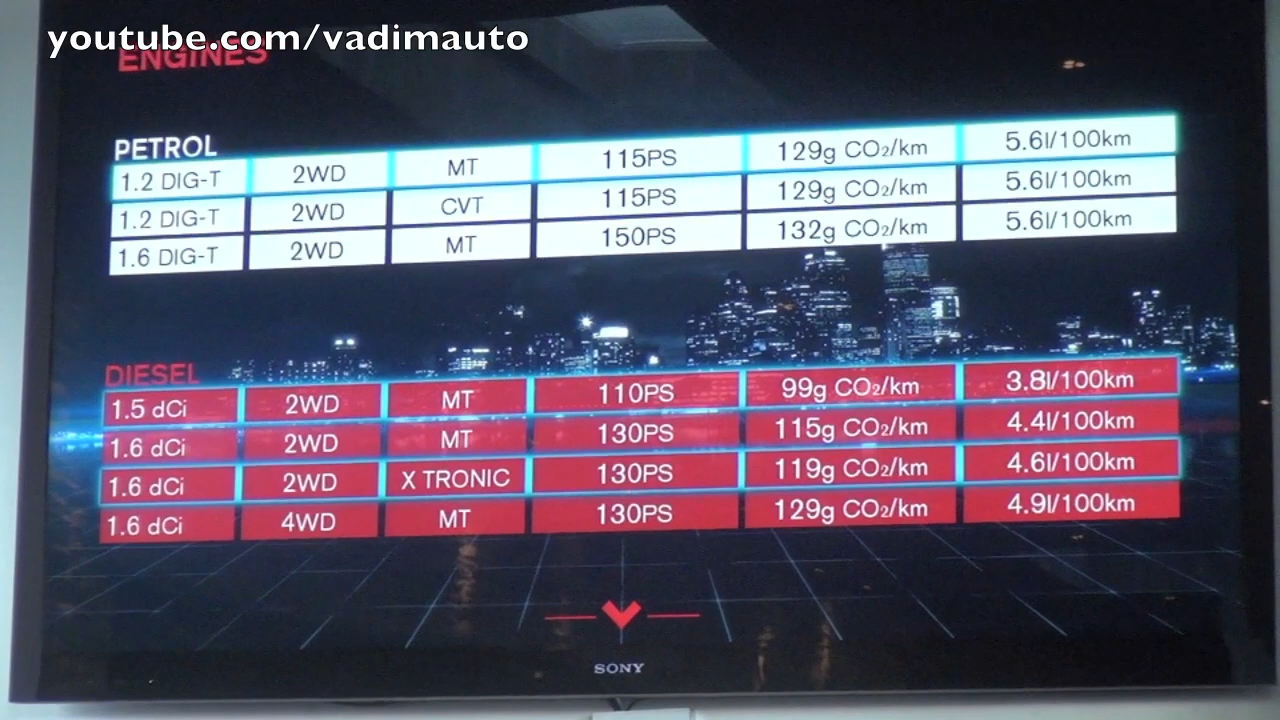 youtube.com/vadimauto
ENGINES
PETROL
1.2 DIG-T 2WD MT 115PS 129g CO₂/km 5.6l/100km
1.2 DIG-T 2WD CVT 115PS 129g CO₂/km 5.6l/100km
1.6 DIG-T 2WD MT 150PS 132g CO₂/km 5.6l/100km
DIESEL
1.5 dCi 2WD MT 110PS 99g CO₂/km 3.8l/100km
1.6 dCi 2WD MT 130PS 115g CO₂/km 4.4l/100km
1.6 dCi 2WD X TRONIC 130PS 119g CO₂/km 4.6l/100km
1.6 dCi 4WD MT 130PS 129g CO₂/km 4.9l/100km
SONY